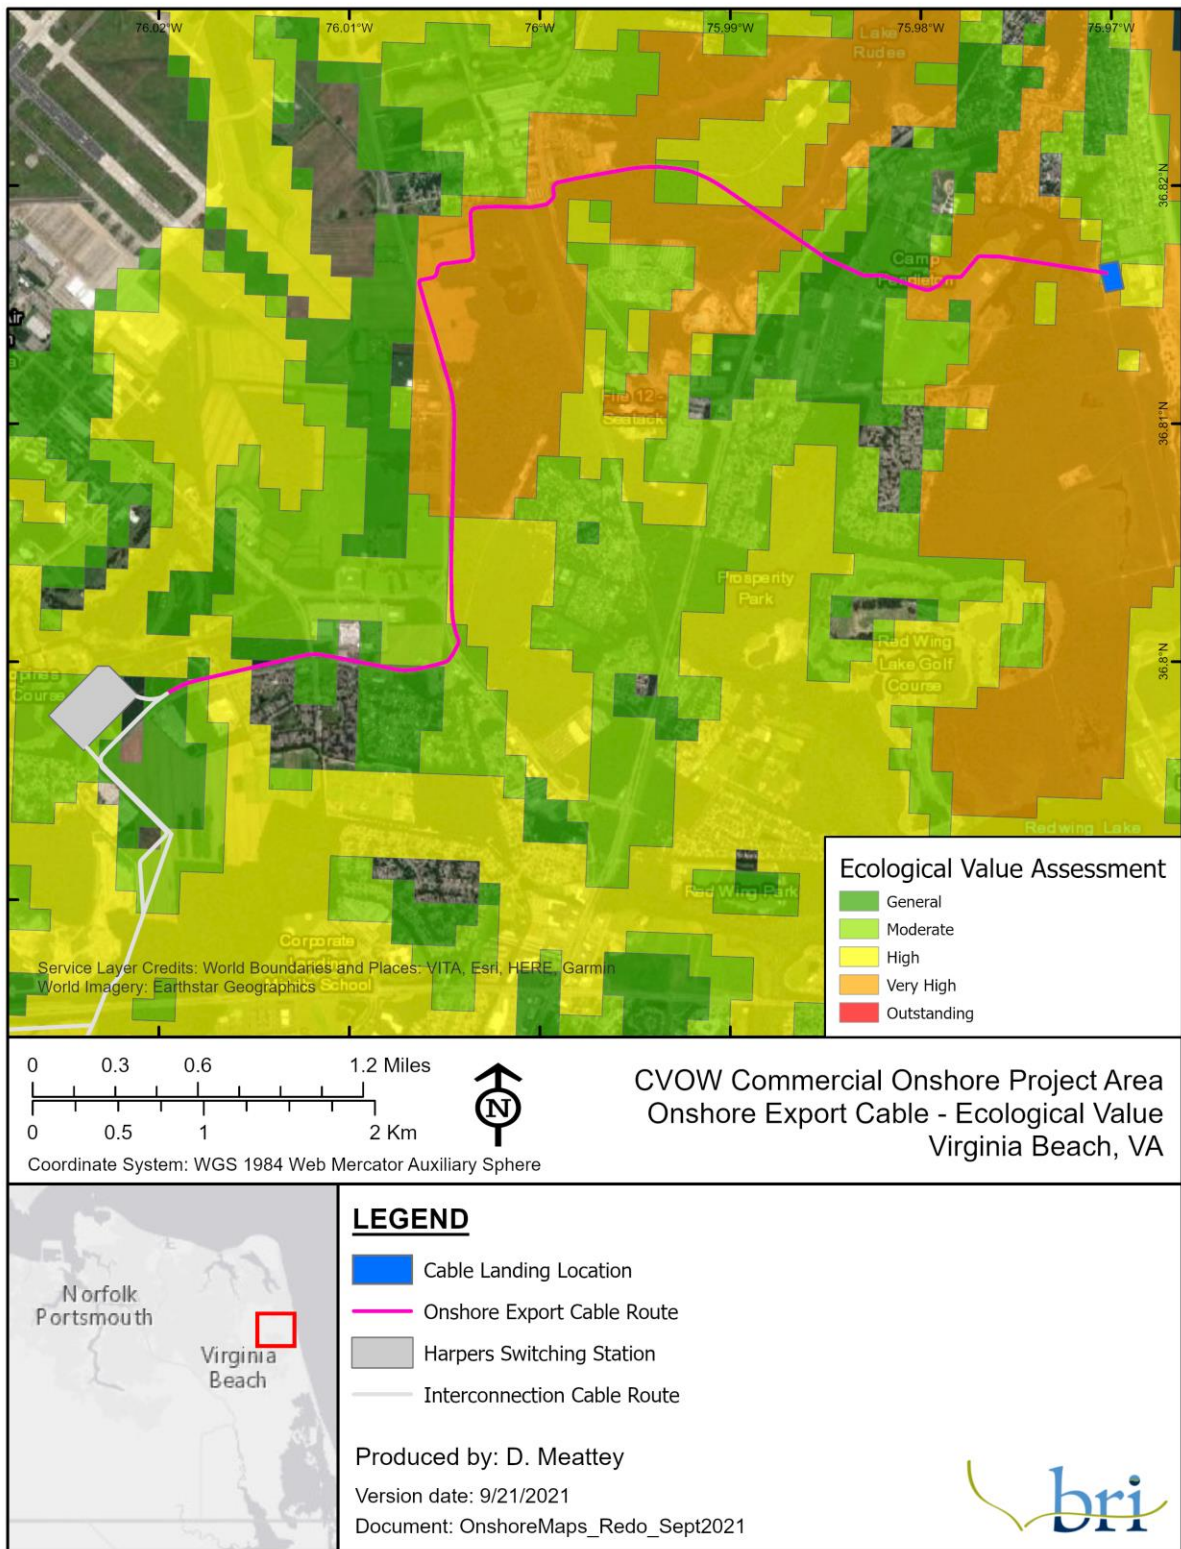 76.02°W 76.01°W 76°W 75.99°W 75.98°W 75.97°W
Lake
Rudee
36.82°N
Camp
Pendleton
Air
36.81°N
Fho 12 -
Seatack
Prosperity
Park
Red Wing
Lake Golf
Course
36.8°N
Course
Redwing Lake
Red Wing Park
Corporate
Landing
School
Service Layer Credits: World Boundaries and Places: VITA, Esri, HERE, Garmin
World Imagery: Earthstar Geographics
Ecological Value Assessment
General
Moderate
High
Very High
Outstanding
0 0.3 0.6 1.2 Miles
0 0.5 1 2 Km
Coordinate System: WGS 1984 Web Mercator Auxiliary Sphere
N
CVOW Commercial Onshore Project Area
Onshore Export Cable - Ecological Value
Virginia Beach, VA
Norfolk
Portsmouth
Virginia
Beach
LEGEND
Cable Landing Location
Onshore Export Cable Route
Harpers Switching Station
Interconnection Cable Route
Produced by: D. Meattey
Version date: 9/21/2021
Document: OnshoreMaps_Redo_Sept2021
bri